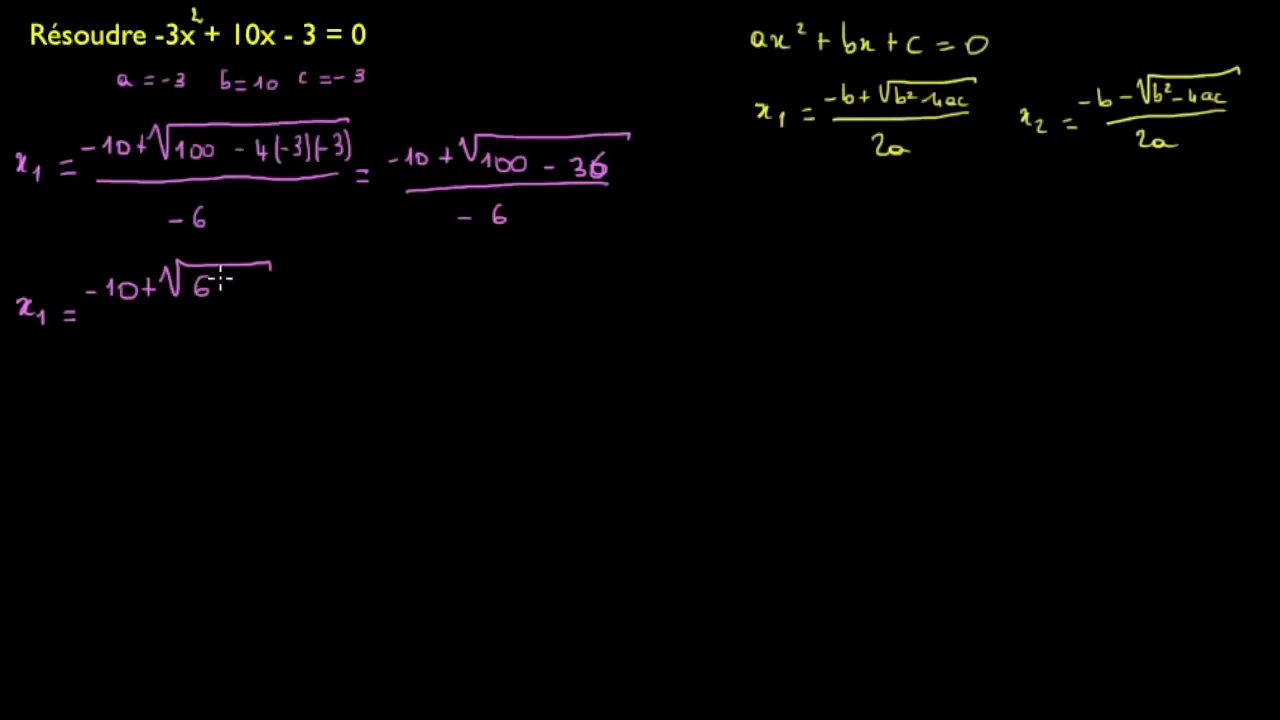 Résoudre -3x² + 10x - 3 = 0
a = -3 b = 10 c = -3
x₁ = (-10 + √(100 - 4(-3)(-3))) / -6 = (-10 + √(100 - 36)) / -6
x₁ = -10 + √6
ax² + bx + c = 0
x₁ = (-b + √(b² - 4ac)) / 2a x₂ = (-b - √(b² - 4ac)) / 2a